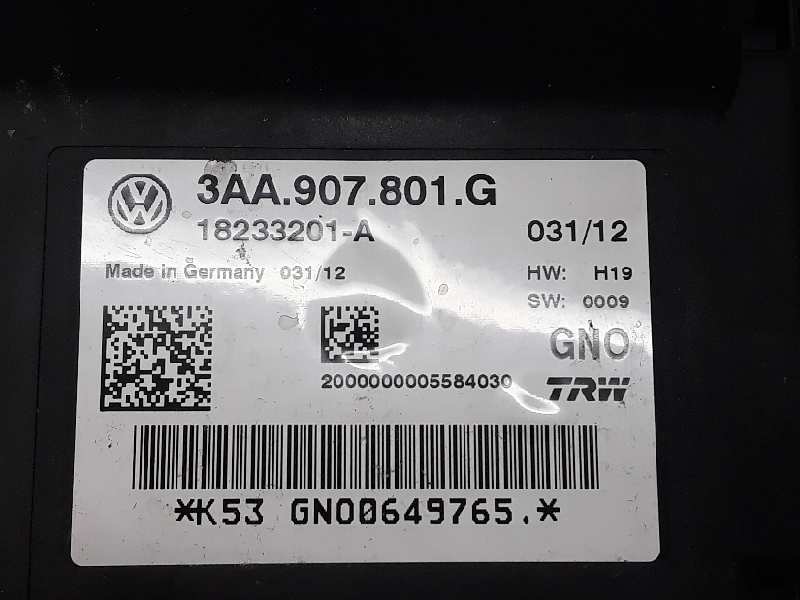 3AA.907.801.G
18233201-A 031/12
Made in Germany 031/12 HW: H19
SW: 0009
GNO
2000000005584030 TRW
*K53 GNO0649765.*